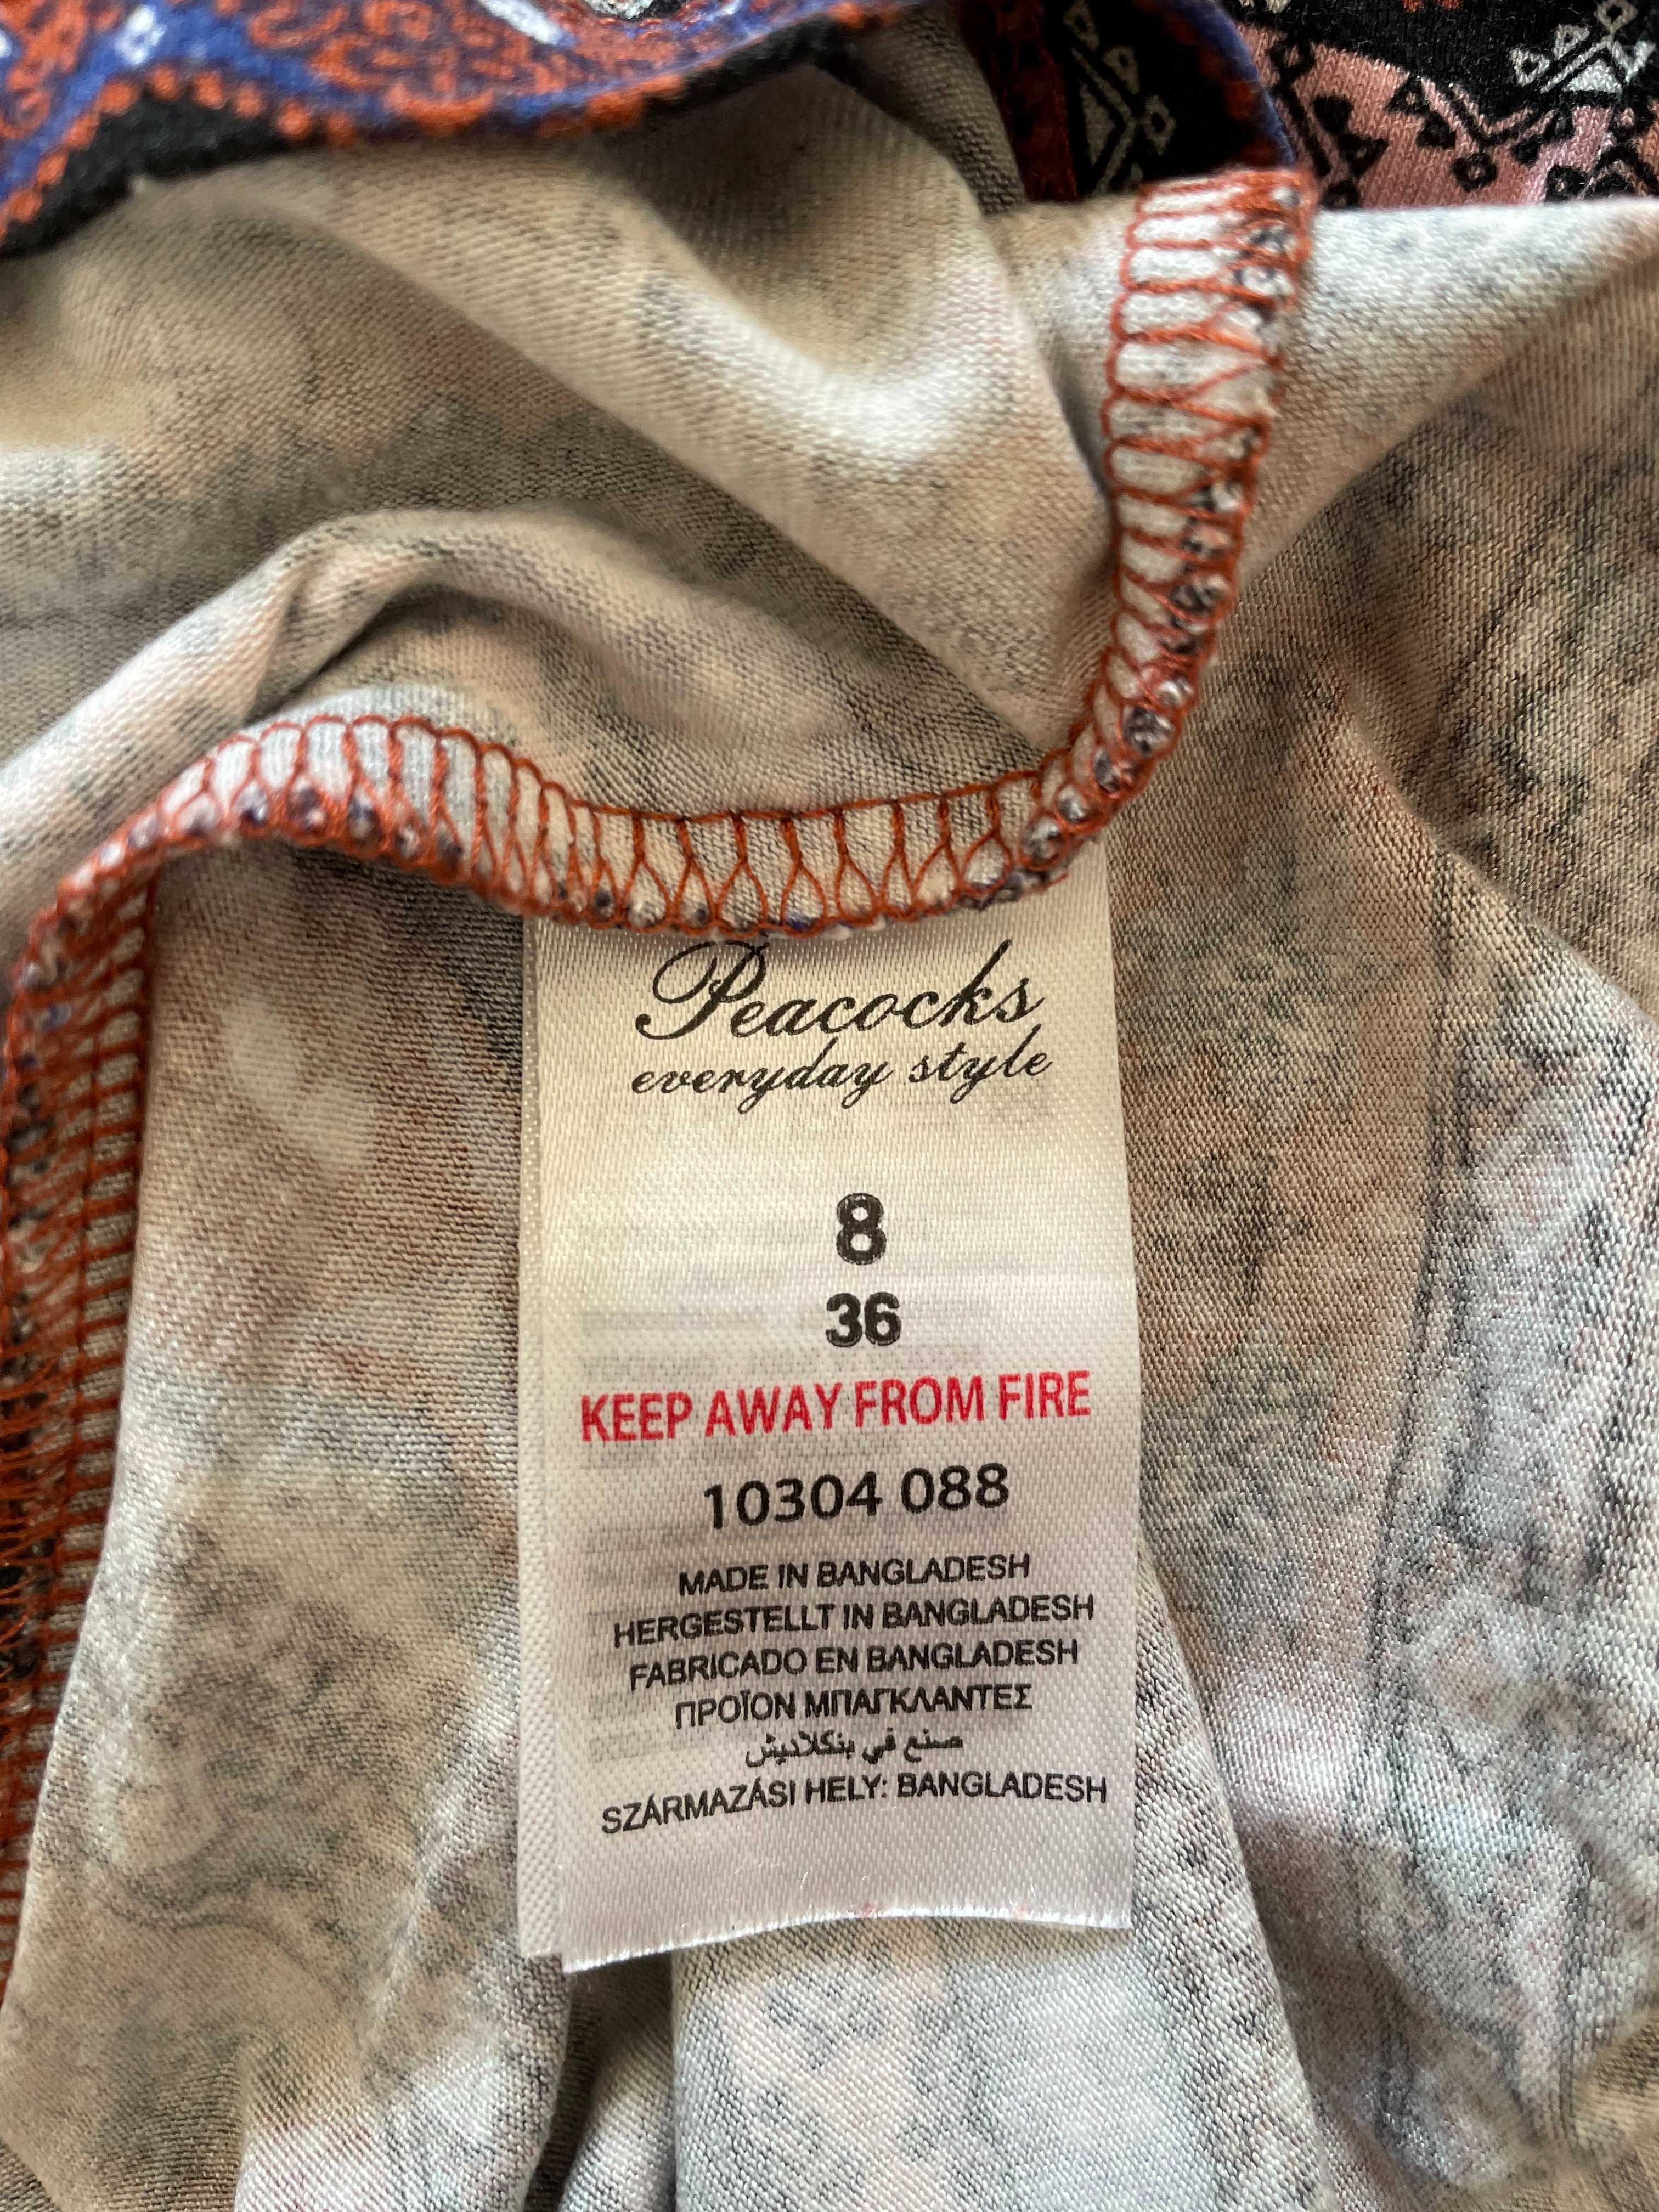 Peacocks
everyday style
8
36
KEEP AWAY FROM FIRE
10304 088
MADE IN BANGLADESH
HERGESTELLT IN BANGLADESH
FABRICADO EN BANGLADESH
ΠΡΟΪΟΝ ΜΠΑΓΚΛΑΝΤΕΣ
صنع في بنكلاديش
SZÁRMAZÁSI HELY: BANGLADESH